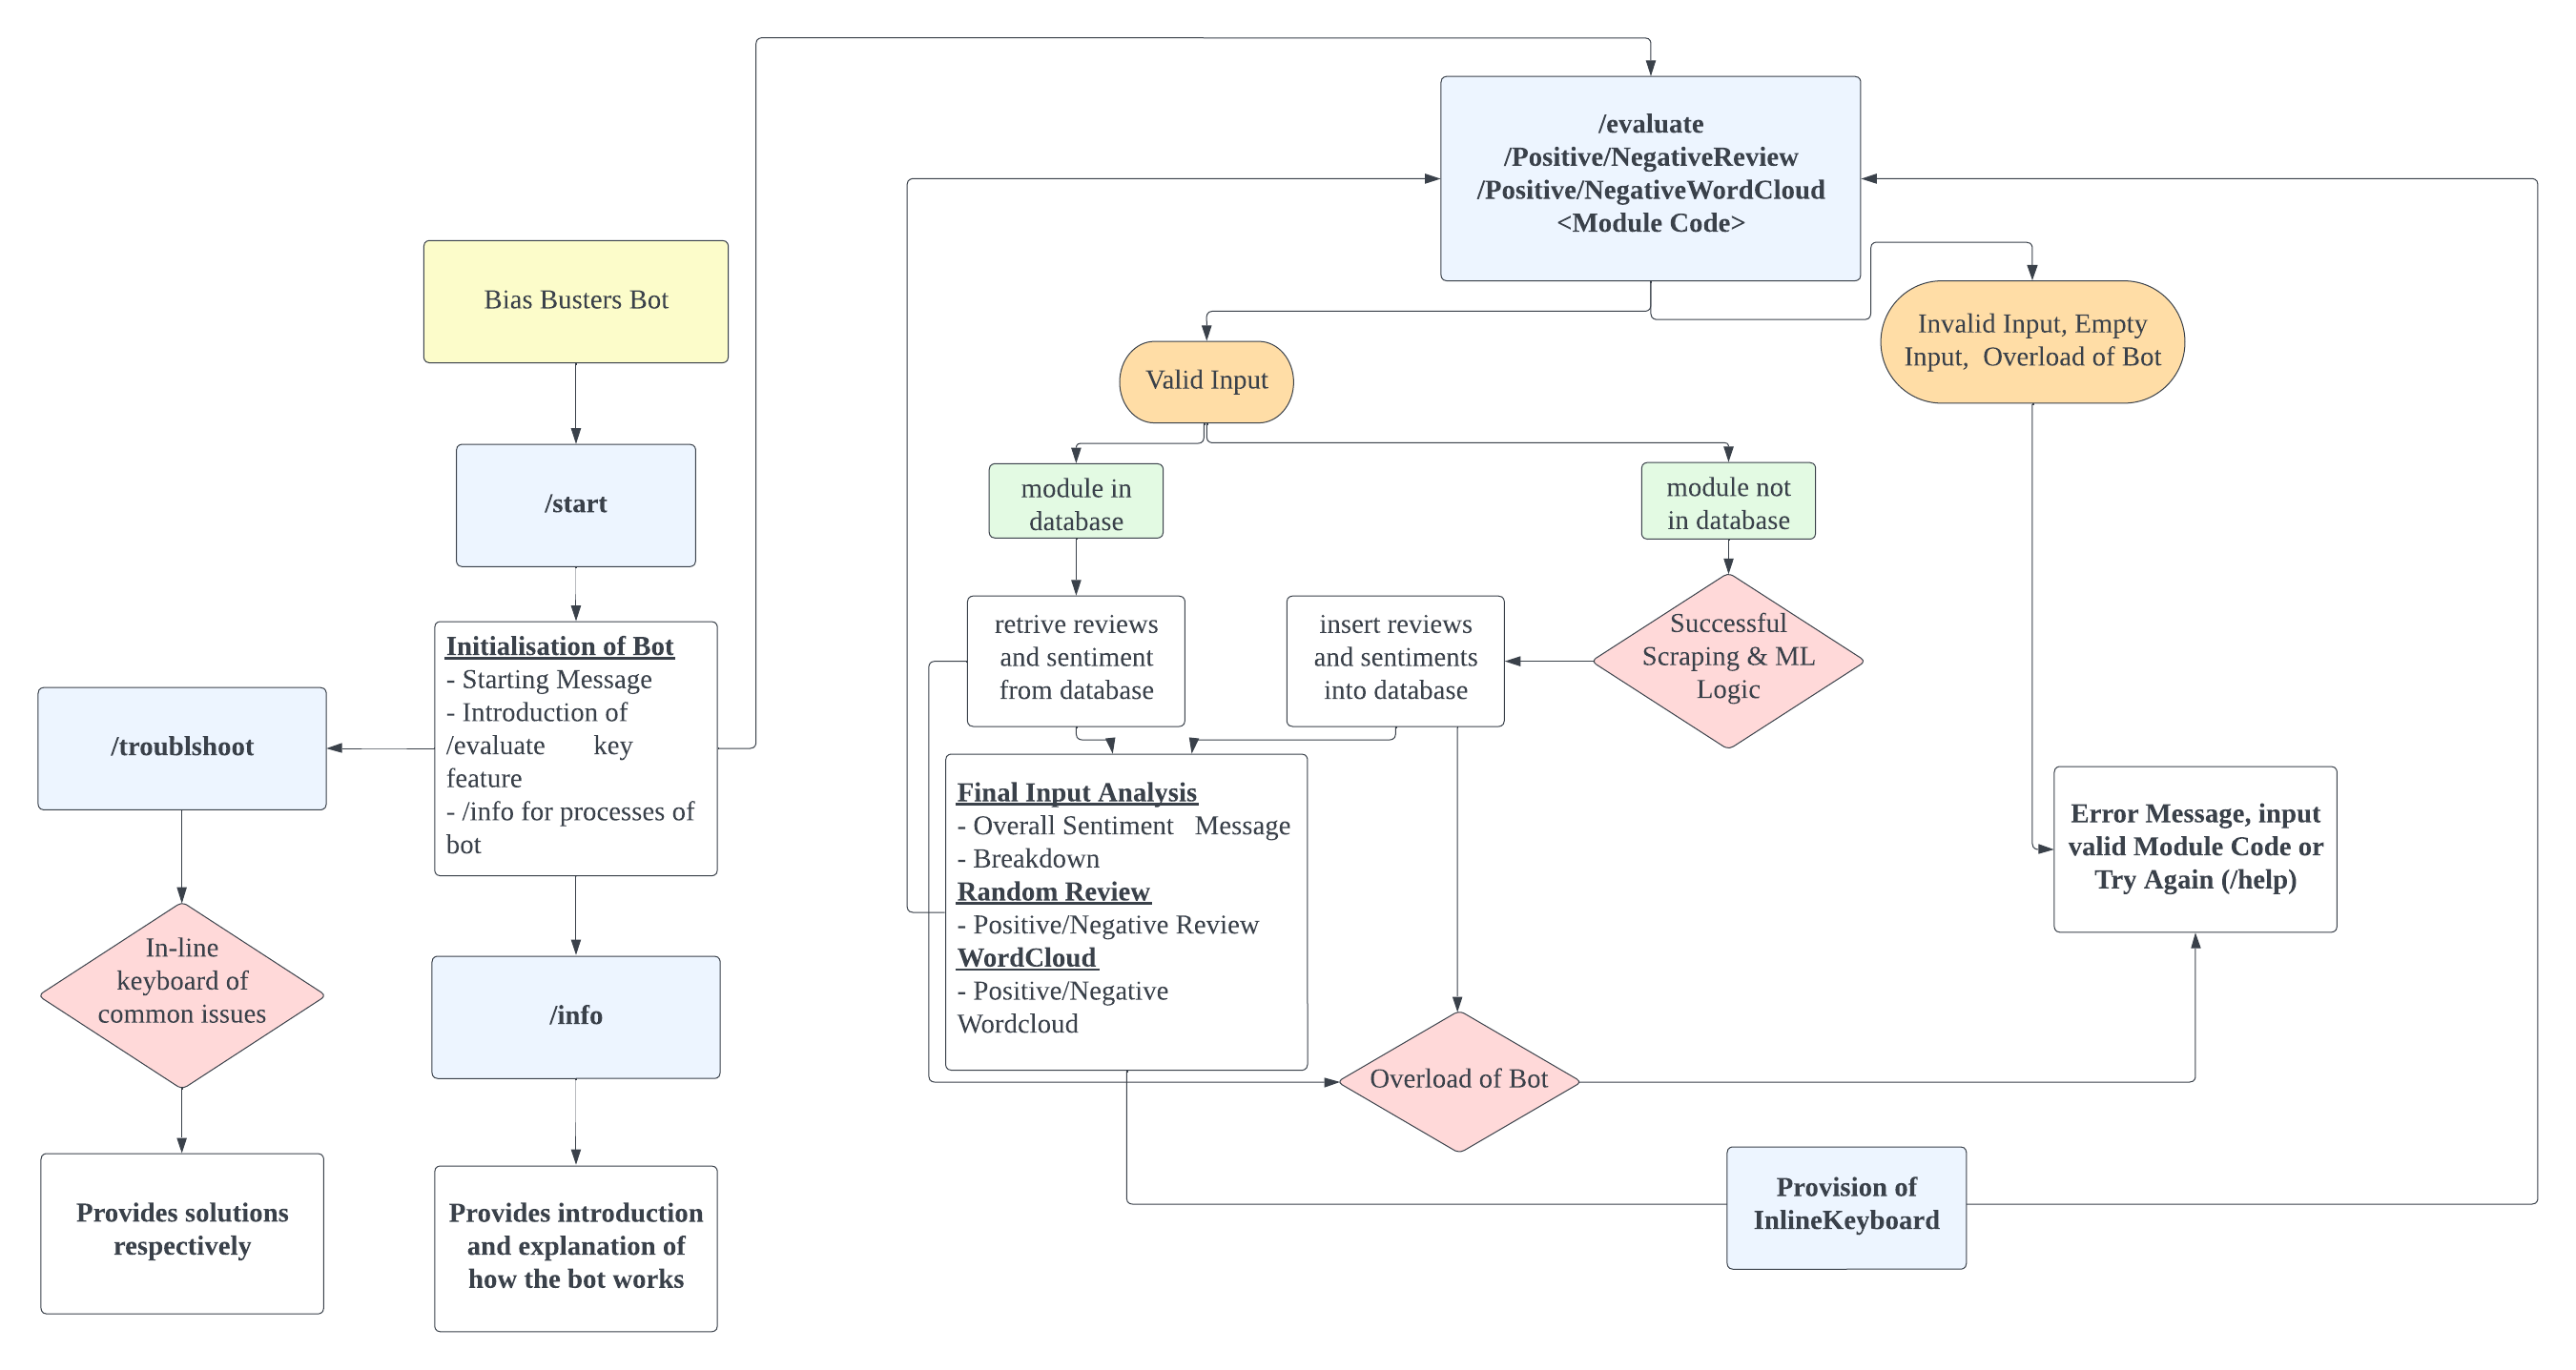 /evaluate
/Positive/NegativeReview
/Positive/NegativeWordCloud
<Module Code>
Bias Busters Bot
Invalid Input, Empty
Input, Overload of Bot
Valid Input
/start
module in
database
module not
in database
Initialisation of Bot
- Starting Message
- Introduction of
/evaluate key
feature
- /info for processes of
bot
retrive reviews
and sentiment
from database
insert reviews
and sentiments
into database
Successful
Scraping & ML
Logic
/troublshoot
Final Input Analysis
- Overall Sentiment Message
- Breakdown
Random Review
- Positive/Negative Review
WordCloud
- Positive/Negative
Wordcloud
Error Message, input
valid Module Code or
Try Again (/help)
In-line
keyboard of
common issues
/info
Overload of Bot
Provision of
InlineKeyboard
Provides solutions
respectively
Provides introduction
and explanation of
how the bot works